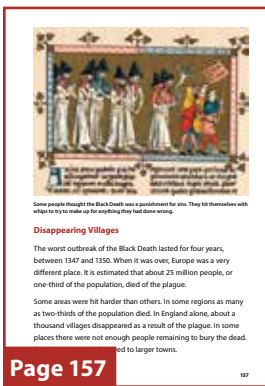 Some people thought the Black Death was a punishment for sins. They hit themselves with
whips to try to make up for anything they had done wrong.
Disappearing Villages
The worst outbreak of the Black Death lasted for four years,
between 1347 and 1350. When it was over, Europe was a very
different place. It is estimated that about 25 million people, or
one-third of the population, died of the plague.
Some areas were hit harder than others. In some regions as many
as two-thirds of the population died. In England alone, about a
thousand villages disappeared as a result of the plague. In some
places there were not enough people remaining to bury the dead.
ed to larger towns.
Page 157
157